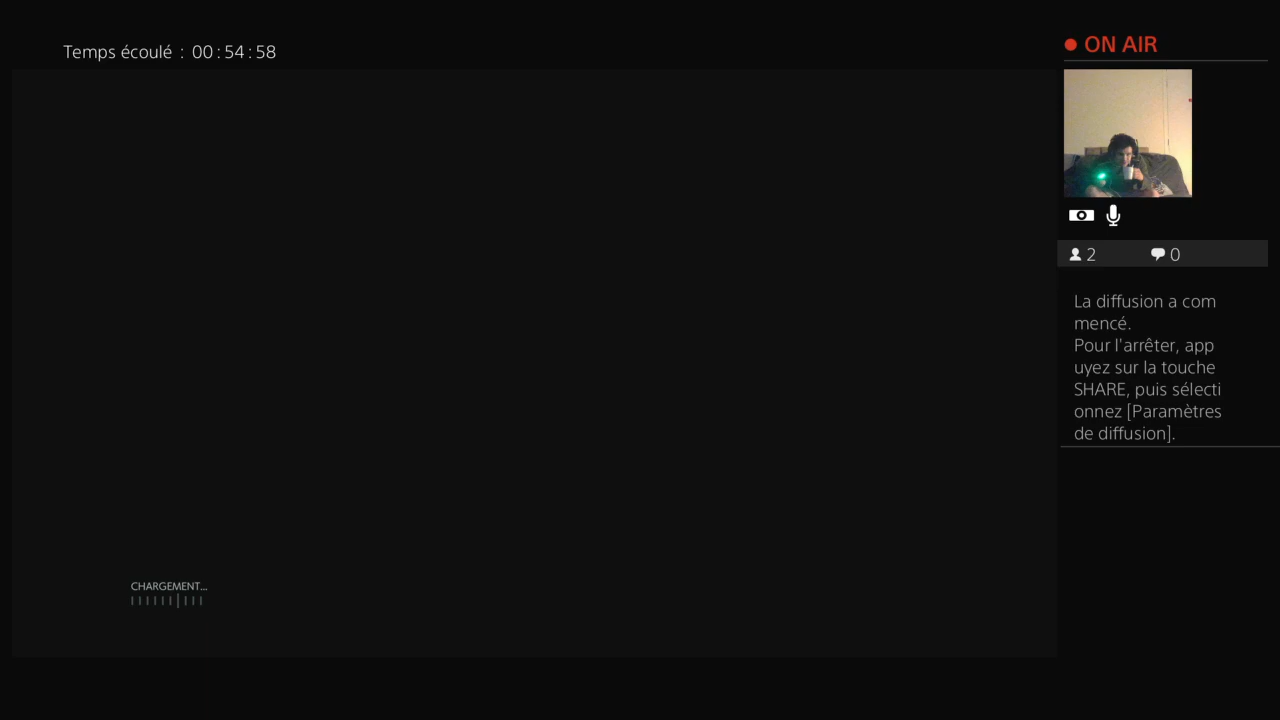 Temps écoulé : 00:54:58
ON AIR
2
0
La diffusion a com
mencé.
Pour l'arrêter, app
uyez sur la touche
SHARE, puis sélecti
onnez [Paramètres
de diffusion].
CHARGEMENT...